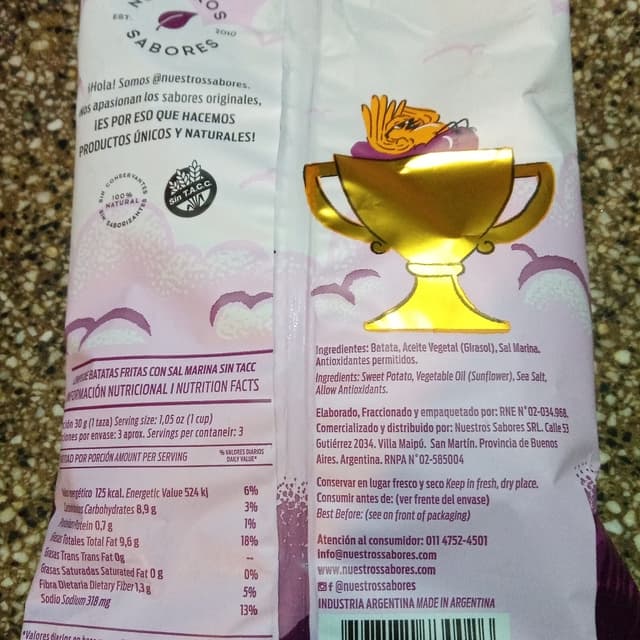 EST. 2010
SABORES
¡Hola! Somos @nuestrossabores.
Nos apasionan los sabores originales,
¡ES POR ESO QUE HACEMOS
PRODUCTOS ÚNICOS Y NATURALES!
SIN CONSERVANTES
100%
NATURAL
SIN SABORIZANTES
Sin T.A.C.C.
BATATAS FRITAS CON SAL MARINA SIN TACC
INFORMACIÓN NUTRICIONAL I NUTRITION FACTS
30 g (1 taza) Serving size: 1,05 oz (1 cup)
por envase: 3 aprox. Servings per contaneir: 3
POR PORCIÓN AMOUNT PER SERVING
% VALORES DIARIOS
DAILY VALUE*
energético 125 kcal. Energetic Value 524 kj 6%
Carbohydrates 8,9 g 3%
Protein 0,7 g 1%
Totales Total Fat 9,6 g 18%
Grasas Trans Trans Fat 0g --
Grasas Saturadas Saturated Fat 0 g 0%
Fibra Dietaria Dietary Fiber 1,3 g 5%
Sodio Sodium 318 mg 13%
*Valores diarios
Ingredientes: Batata, Aceite Vegetal (Girasol), Sal Marina.
Antioxidantes permitidos.
Ingredients: Sweet Potato, Vegetable Oil (Sunflower), Sea Salt,
Allow Antioxidants.
Elaborado, Fraccionado y empaquetado por: RNE N°02-034.988,
Comercializado y distribuido por: Nuestros Sabores SRL. Calle 53
Gutiérrez 2034. Villa Maipú. San Martín. Provincia de Buenos
Aires. Argentina. RNPA N°02-585004
Conservar en lugar fresco y seco Keep in fresh, dry place.
Consumir antes de: (ver frente del envase)
Best Before: (see on front of packaging)
Atención al consumidor: 011 4752-4501
info@nuestrossabores.com
www.nuestrossabores.com
@nuestrossabores
INDUSTRIA ARGENTINA MADE IN ARGENTINA